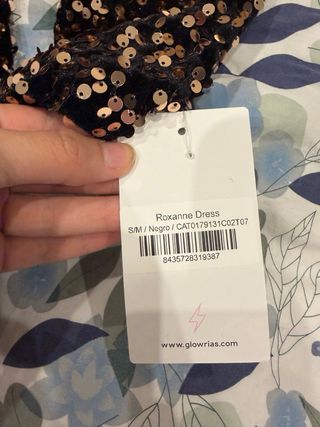 Roxanne Dress
S/M / Negro / CAT0179131C02T07
8435728319387
www.glowrias.com